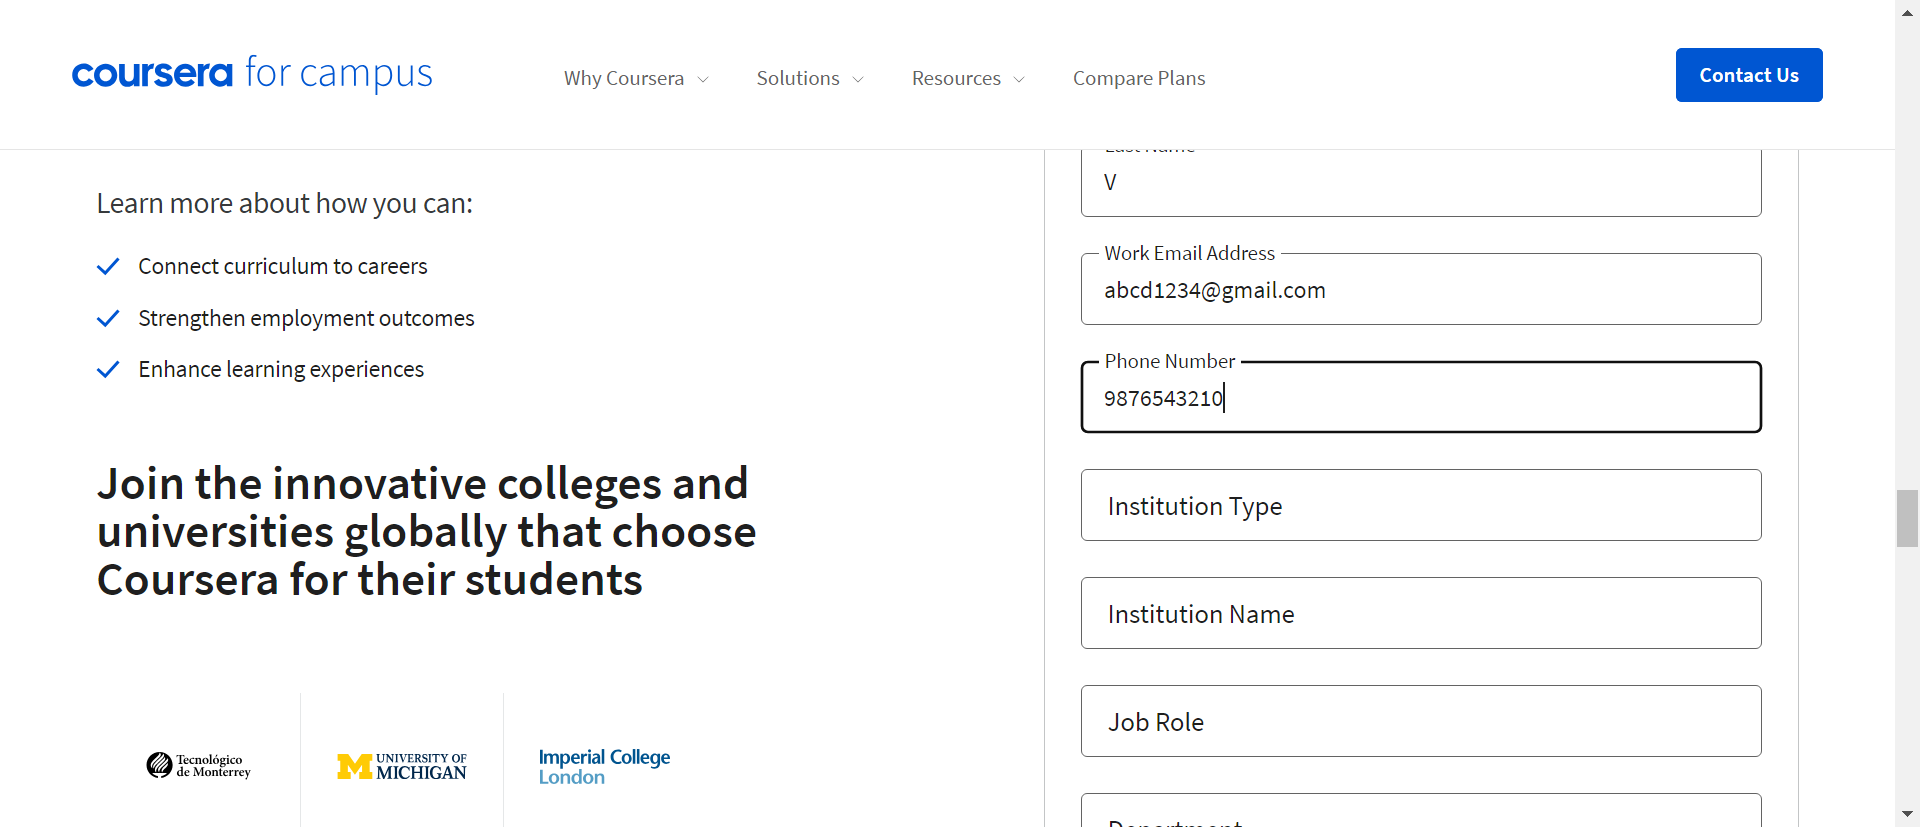 coursera for campus
Why Coursera
Solutions
Resources
Compare Plans
Contact Us
Learn more about how you can:
Connect curriculum to careers
Strengthen employment outcomes
Enhance learning experiences
Join the innovative colleges and
universities globally that choose
Coursera for their students
Tecnológico
de Monterrey
UNIVERSITY OF
MICHIGAN
Imperial College
London
Last Name
V
Work Email Address
abcd1234@gmail.com
Phone Number
9876543210
Institution Type
Institution Name
Job Role
Department